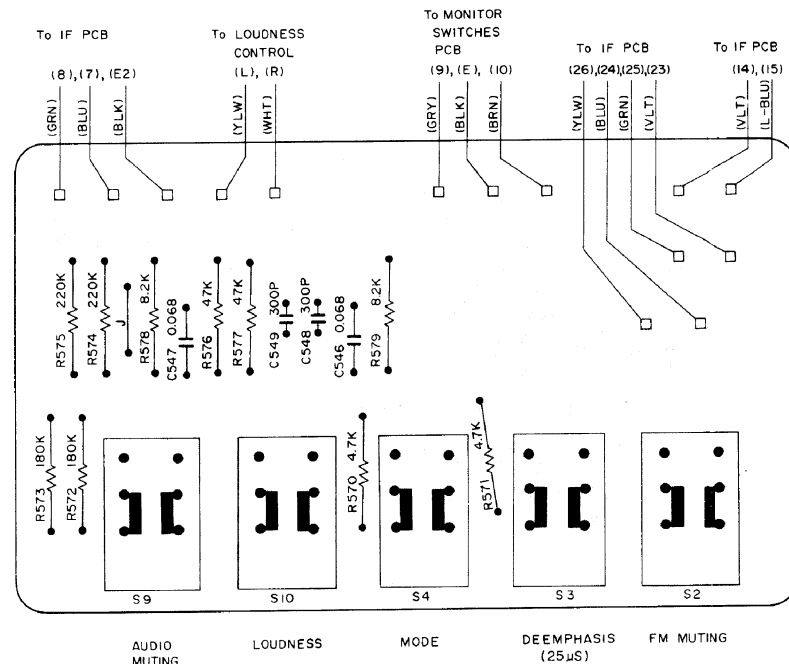 To IF PCB
(8),(7),(E2)
To LOUDNESS
CONTROL
(L), (R)
To MONITOR
SWITCHES
PCB
(9), (E), (10)
To IF PCB
(26),(24),(25),(23)
To IF PCB
(14),(15)
(GRN)
(BLU)
(BLK)
(YLW)
(WHT)
(GRY)
(BLK)
(BRN)
(YLW)
(BLU)
(GRN)
(VLT)
(VLT)
(L-BLU)
R575 220K
R574 220K
J
R578 8.2K
C547 0.068
R576 47K
R577 47K
C549 300P
C548 300P
C546 0.068
R579 8.2K
R573 180K
R572 180K
R570 4.7K
R571 4.7K
S9
S10
S4
S3
S2
AUDIO
MUTING
LOUDNESS
MODE
DEEMPHASIS
(25µS)
FM MUTING